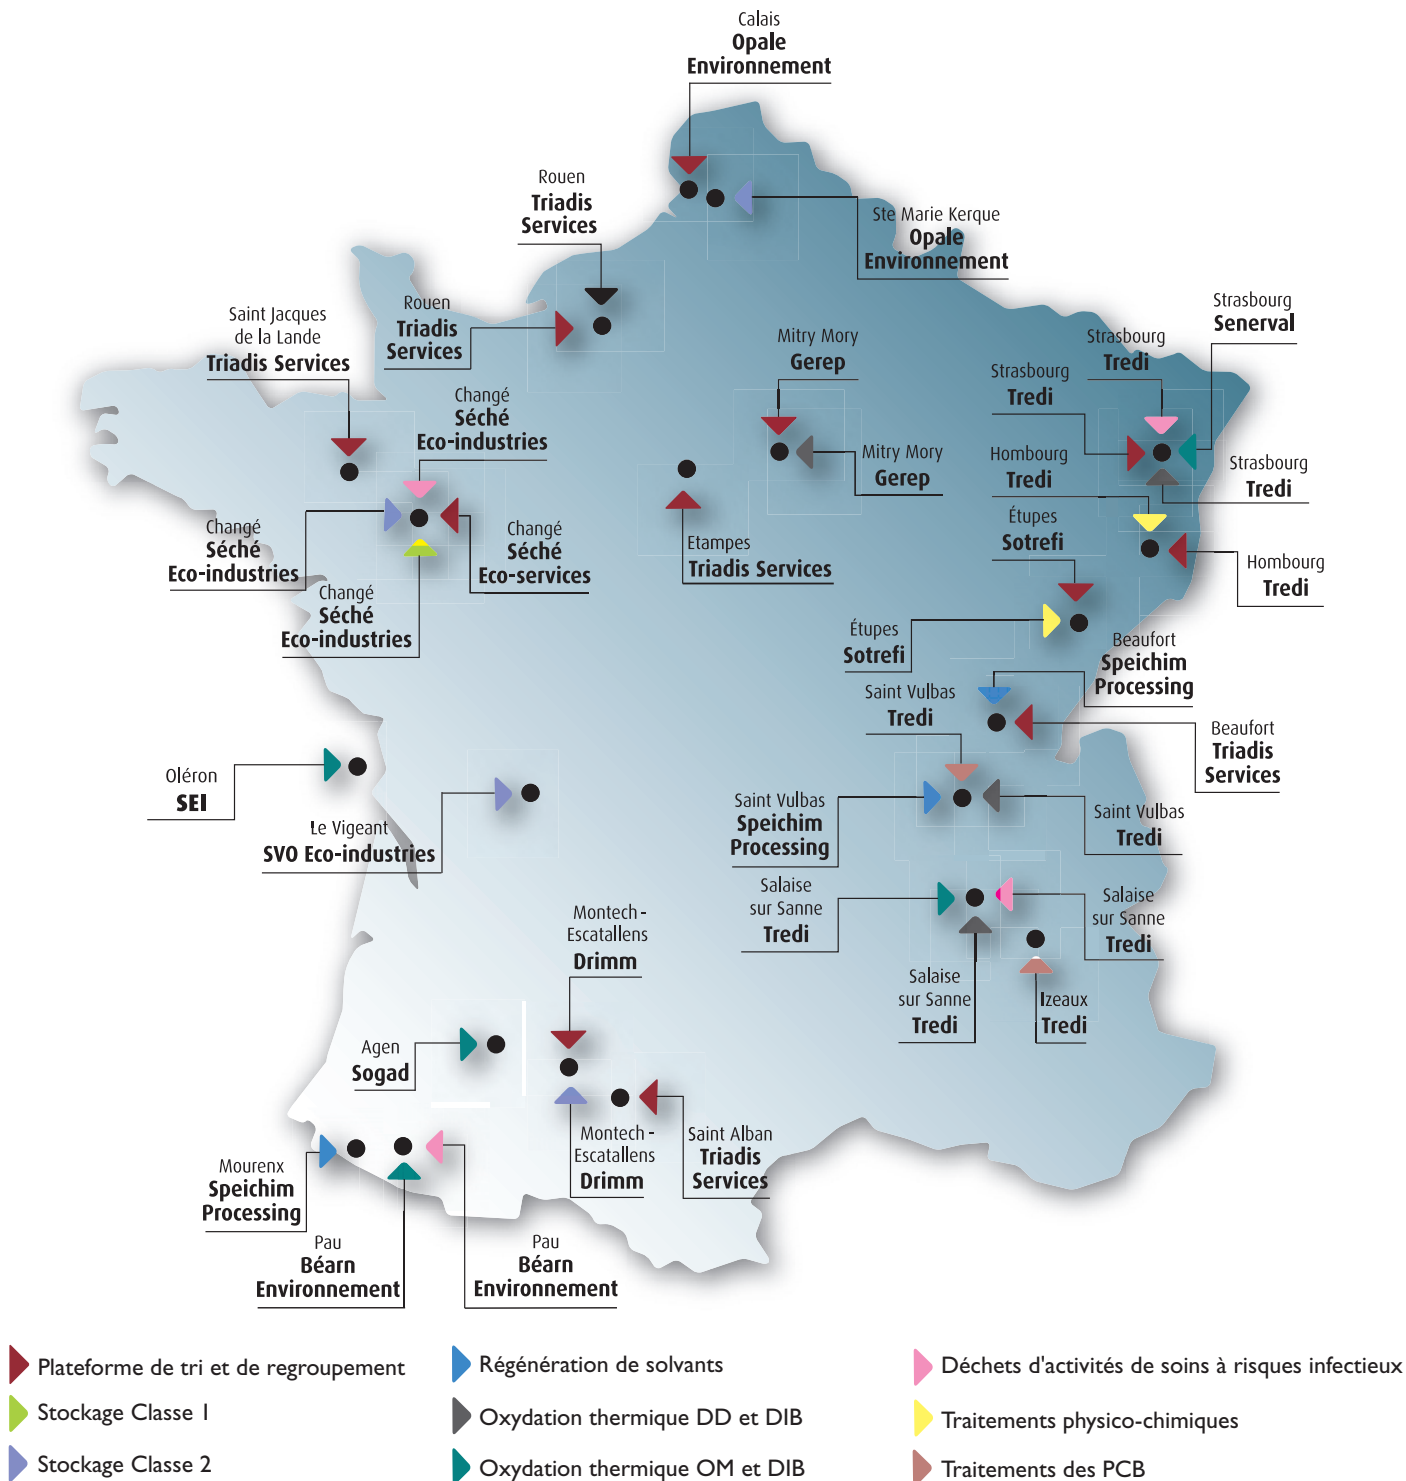 Calais
Opale
Environnement
Rouen
Triadis
Services
Ste Marie Kerque
Opale
Environnement
Rouen
Triadis
Services
Saint Jacques
de la Lande
Triadis Services
Strasbourg
Senerval
Strasbourg
Tredi
Mitry Mory
Gerep
Strasbourg
Tredi
Changé
Séché
Eco-industries
Mitry Mory
Gerep
Hombourg
Tredi
Strasbourg
Tredi
Changé
Séché
Eco-industries
Changé
Séché
Eco-services
Etampes
Triadis Services
Étupes
Sotrefi
Hombourg
Tredi
Changé
Séché
Eco-industries
Étupes
Sotrefi
Beaufort
Speichim
Processing
Saint Vulbas
Tredi
Beaufort
Triadis
Services
Oléron
SEI
Le Vigeant
SVO Eco-industries
Saint Vulbas
Speichim
Processing
Saint Vulbas
Tredi
Salaise
sur Sanne
Tredi
Salaise
sur Sanne
Tredi
Montech -
Escatallens
Drimm
Salaise
sur Sanne
Tredi
Izeaux
Tredi
Agen
Sogad
Montech -
Escatallens
Drimm
Saint Alban
Triadis
Services
Mourenx
Speichim
Processing
Pau
Béarn
Environnement
Pau
Béarn
Environnement
Plateforme de tri et de regroupement
Stockage Classe 1
Stockage Classe 2
Régénération de solvants
Oxydation thermique DD et DIB
Oxydation thermique OM et DIB
Déchets d'activités de soins à risques infectieux
Traitements physico-chimiques
Traitements des PCB